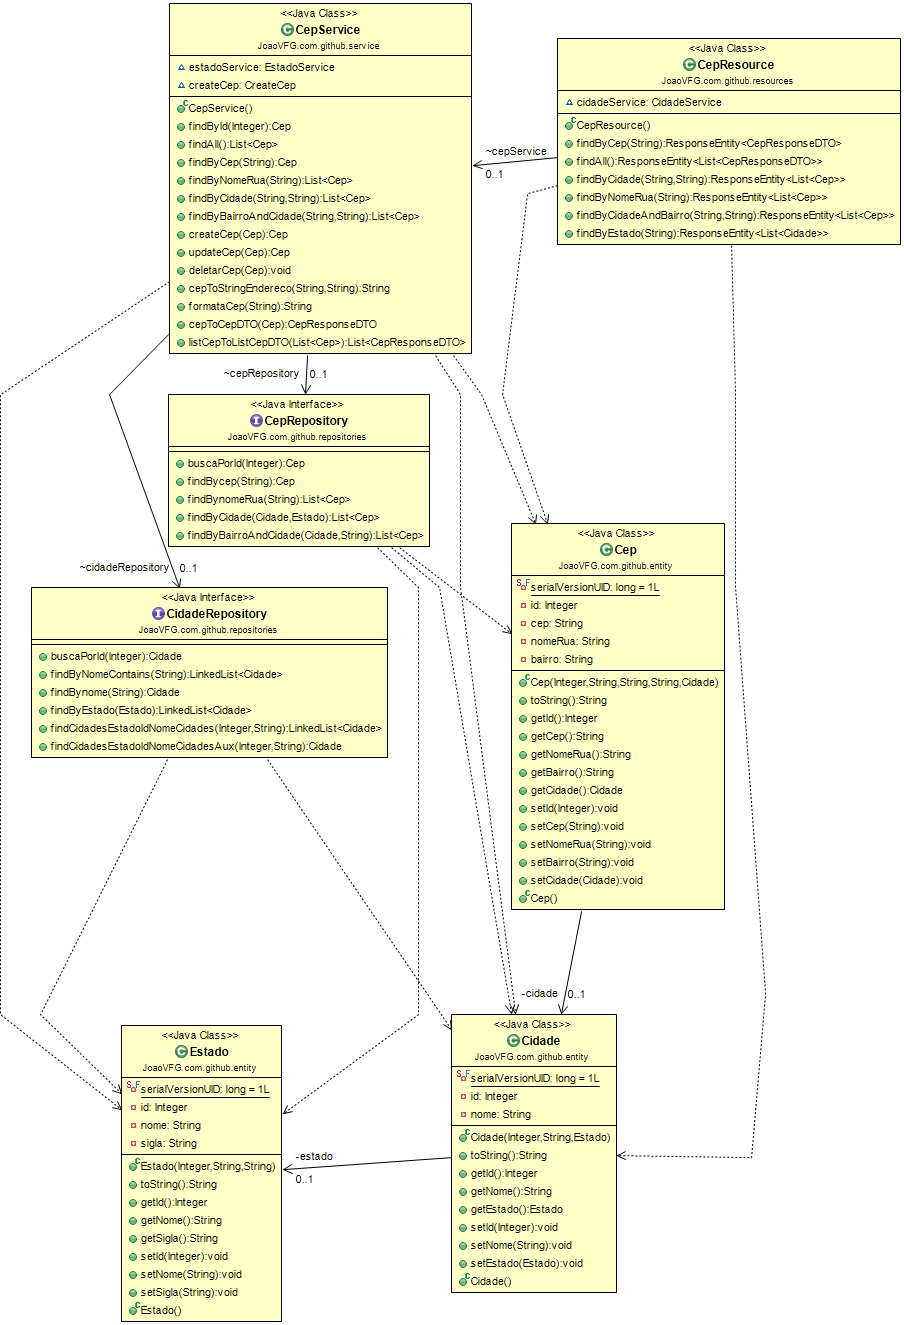 <<Java Class>>
CepService
JoaoVFG.com.github.service
estadoService: EstadoService
createCep: CreateCep
CepService()
findById(Integer):Cep
findAll():List<Cep>
findByCep(String):Cep
findByNomeRua(String):List<Cep>
findByCidade(String,String):List<Cep>
findByBairroAndCidade(String,String):List<Cep>
createCep(Cep):Cep
updateCep(Cep):Cep
deletarCep(Cep):void
cepToStringEndereco(String,String):String
formataCep(String):String
cepToCepDTO(Cep):CepResponseDTO
listCepToListCepDTO(List<Cep>):List<CepResponseDTO>
<<Java Class>>
CepResource
JoaoVFG.com.github.resources
cidadeService: CidadeService
CepResource()
findByCep(String):ResponseEntity<CepResponseDTO>
findAll():ResponseEntity<List<CepResponseDTO>>
findByCidade(String,String):ResponseEntity<List<Cep>>
findByNomeRua(String):ResponseEntity<List<Cep>>
findByCidadeAndBairro(String,String):ResponseEntity<List<Cep>>
findByEstado(String):ResponseEntity<List<Cidade>>
~cepService
0..1
~cepRepository
0..1
<<Java Interface>>
CepRepository
JoaoVFG.com.github.repositories
buscaPorId(Integer):Cep
findBycep(String):Cep
findBynomeRua(String):List<Cep>
findByCidade(Cidade,Estado):List<Cep>
findByBairroAndCidade(Cidade,String):List<Cep>
~cidadeRepository
0..1
<<Java Interface>>
CidadeRepository
JoaoVFG.com.github.repositories
buscaPorId(Integer):Cidade
findByNomeContains(String):LinkedList<Cidade>
findBynome(String):Cidade
findByEstado(Estado):LinkedList<Cidade>
findCidadesEstadoIdNomeCidades(Integer,String):LinkedList<Cidade>
findCidadesEstadoIdNomeCidadesAux(Integer,String):Cidade
<<Java Class>>
Cep
JoaoVFG.com.github.entity
serialVersionUID: long = 1L
id: Integer
cep: String
nomeRua: String
bairro: String
Cep(Integer,String,String,String,Cidade)
toString():String
getId():Integer
getCep():String
getNomeRua():String
getBairro():String
getCidade():Cidade
setId(Integer):void
setCep(String):void
setNomeRua(String):void
setBairro(String):void
setCidade(Cidade):void
Cep()
-cidade
0..1
<<Java Class>>
Estado
JoaoVFG.com.github.entity
serialVersionUID: long = 1L
id: Integer
nome: String
sigla: String
Estado(Integer,String,String)
toString():String
getId():Integer
getNome():String
getSigla():String
setId(Integer):void
setNome(String):void
setSigla(String):void
Estado()
-estado
0..1
<<Java Class>>
Cidade
JoaoVFG.com.github.entity
serialVersionUID: long = 1L
id: Integer
nome: String
Cidade(Integer,String,Estado)
toString():String
getId():Integer
getNome():String
getEstado():Estado
setId(Integer):void
setNome(String):void
setEstado(Estado):void
Cidade()